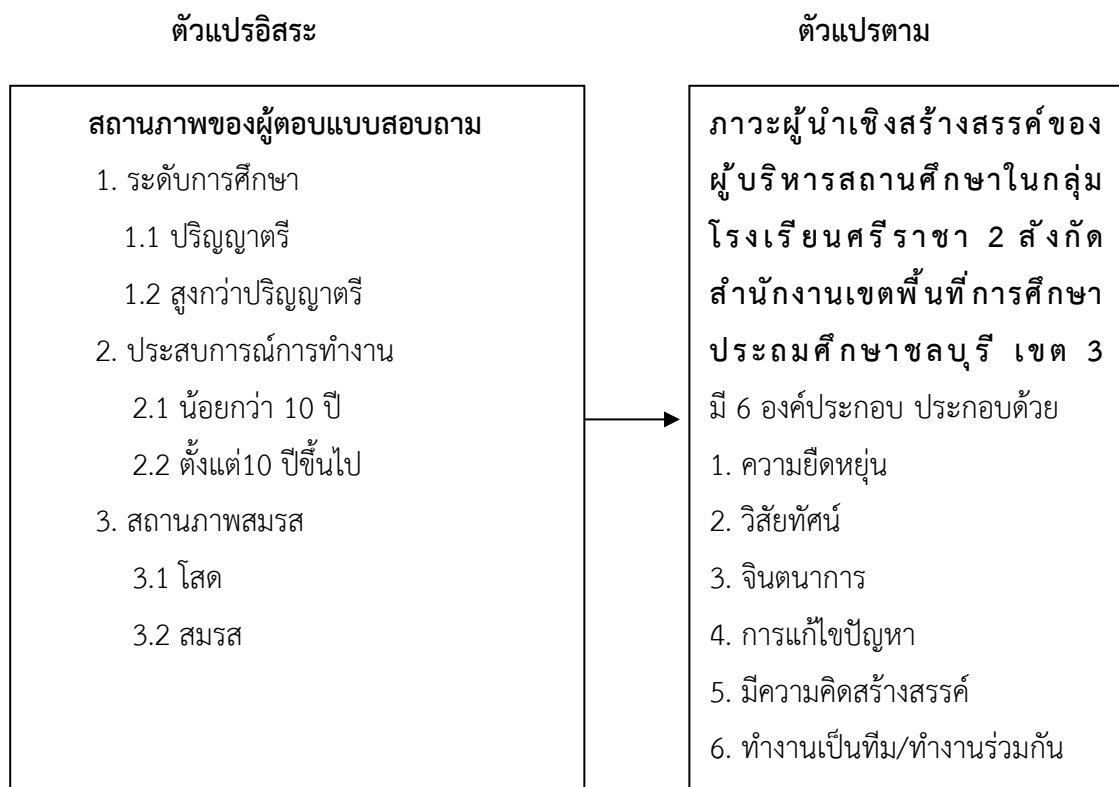 ตัวแปรอิสระ
ตัวแปรตาม
สถานภาพของผู้ตอบแบบสอบถาม
1. ระดับการศึกษา
1.1 ปริญญาตรี
1.2 สูงกว่าปริญญาตรี
2. ประสบการณ์การทำงาน
2.1 น้อยกว่า 10 ปี
2.2 ตั้งแต่10 ปีขึ้นไป
3. สถานภาพสมรส
3.1 โสด
3.2 สมรส
ภาวะผู้นำเชิงสร้างสรรค์ของ
ผู้บริหารสถานศึกษาในกลุ่ม
โรงเรียนศรีราชา 2 สังกัด
สำนักงานเขตพื้นที่การศึกษา
ประถมศึกษาชลบุรี เขต 3
มี 6 องค์ประกอบ ประกอบด้วย
1. ความยืดหยุ่น
2. วิสัยทัศน์
3. จินตนาการ
4. การแก้ไขปัญหา
5. มีความคิดสร้างสรรค์
6. ทำงานเป็นทีม/ทำงานร่วมกัน